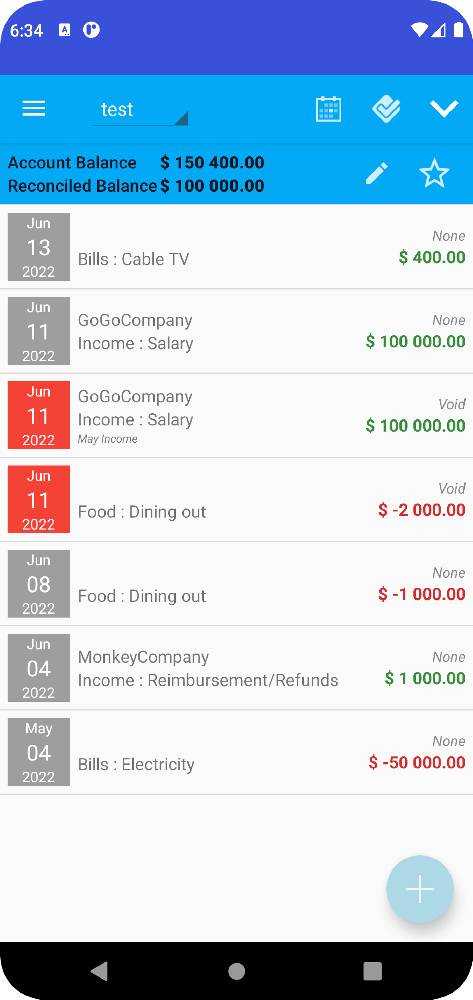 6:34
test
Account Balance $ 150 400.00
Reconciled Balance $ 100 000.00
Jun
13
2022
Bills : Cable TV
None
$ 400.00
Jun
11
2022
GoGoCompany
Income : Salary
None
$ 100 000.00
Jun
11
2022
GoGoCompany
Income : Salary
May Income
Void
$ 100 000.00
Jun
11
2022
Food : Dining out
Void
$ -2 000.00
Jun
08
2022
Food : Dining out
None
$ -1 000.00
Jun
04
2022
MonkeyCompany
Income : Reimbursement/Refunds
None
$ 1 000.00
May
04
2022
Bills : Electricity
None
$ -50 000.00